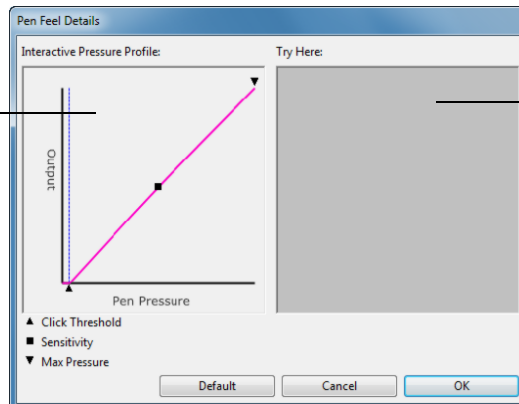 Pen Feel Details
Interactive Pressure Profile:
Try Here:
Output
Pen Pressure
Click Threshold
Sensitivity
Max Pressure
Default
Cancel
OK